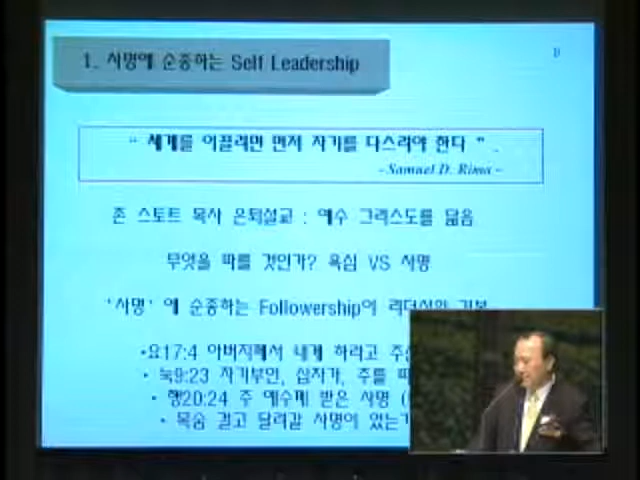 1. 사명에 순종하는 Self Leadership
" 세계를 이끌려면 먼저 자기를 다스려야 한다 " .
- Samuel D. Rima -
존 스토트 목사 은퇴설교 : 예수 그리스도를 닮음
무엇을 따를 것인가? 욕심 VS 사명
'사명' 에 순종하는 Followership이 리더십의 기본
•요17:4 아버지께서 내게 하라고 주신
• 눅9:23 자기부인, 십자가, 주를 따
• 행20:24 주 예수께 받은 사명 (
• 목숨 걸고 달려갈 사명이 있는가